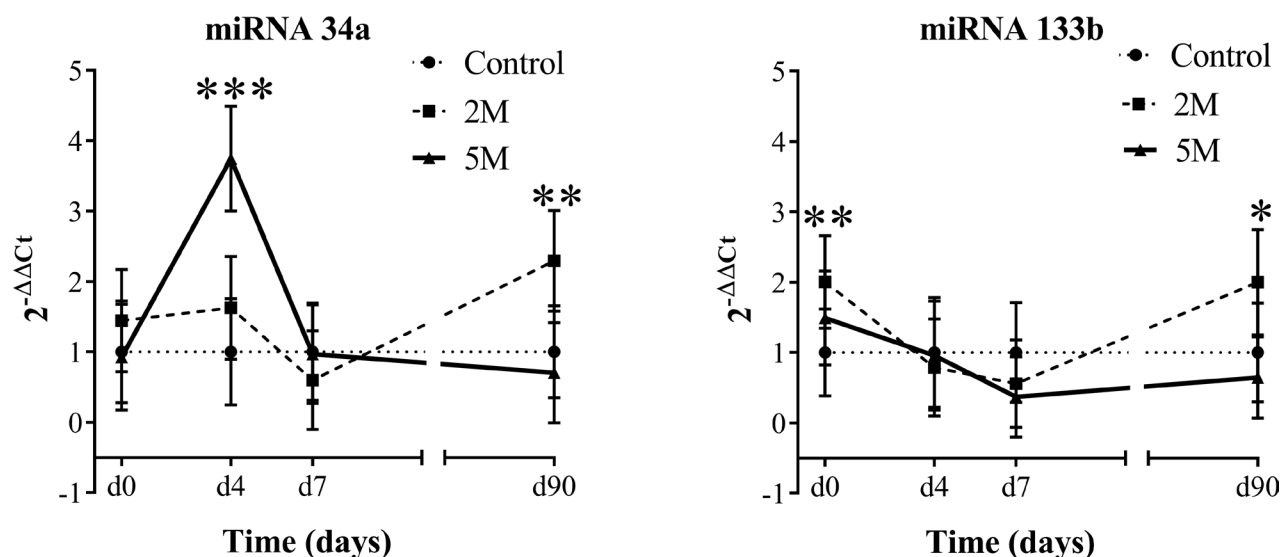 miRNA 34a
Control
2M
5M
***
**
2^-ΔΔCt
5
4
3
2
1
0
-1
d0 d4 d7 d90
Time (days)
miRNA 133b
Control
2M
5M
**
*
2^-ΔΔCt
5
4
3
2
1
0
-1
d0 d4 d7 d90
Time (days)